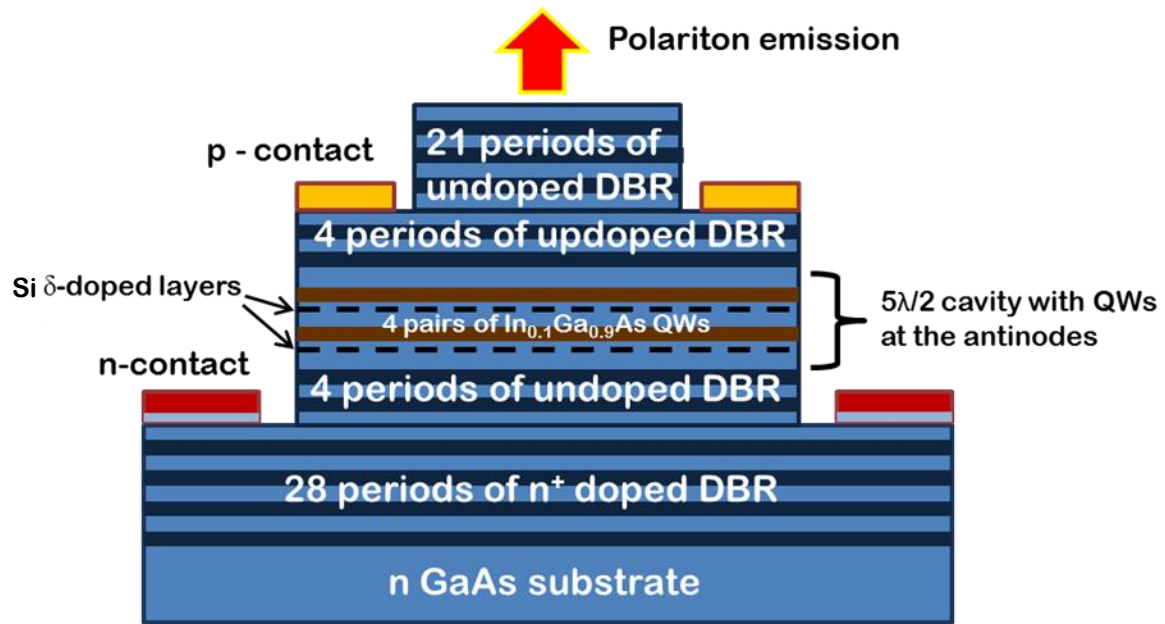 Polariton emission
p - contact
21 periods of
undoped DBR
4 periods of updoped DBR
Si δ-doped layers
4 pairs of In0.1Ga0.9As QWs
5λ/2 cavity with QWs
at the antinodes
n-contact
4 periods of undoped DBR
28 periods of n+ doped DBR
n GaAs substrate